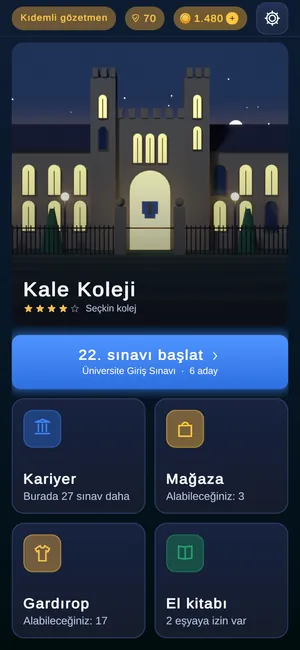 Kıdemli gözetmen
70
1.480 +
Kale Koleji
Seçkin kolej
22. sınavı başlat ›
Üniversite Giriş Sınavı · 6 aday
Kariyer
Burada 27 sınav daha
Mağaza
Alabileceğiniz: 3
Gardırop
Alabileceğiniz: 17
El kitabı
2 eşyaya izin var